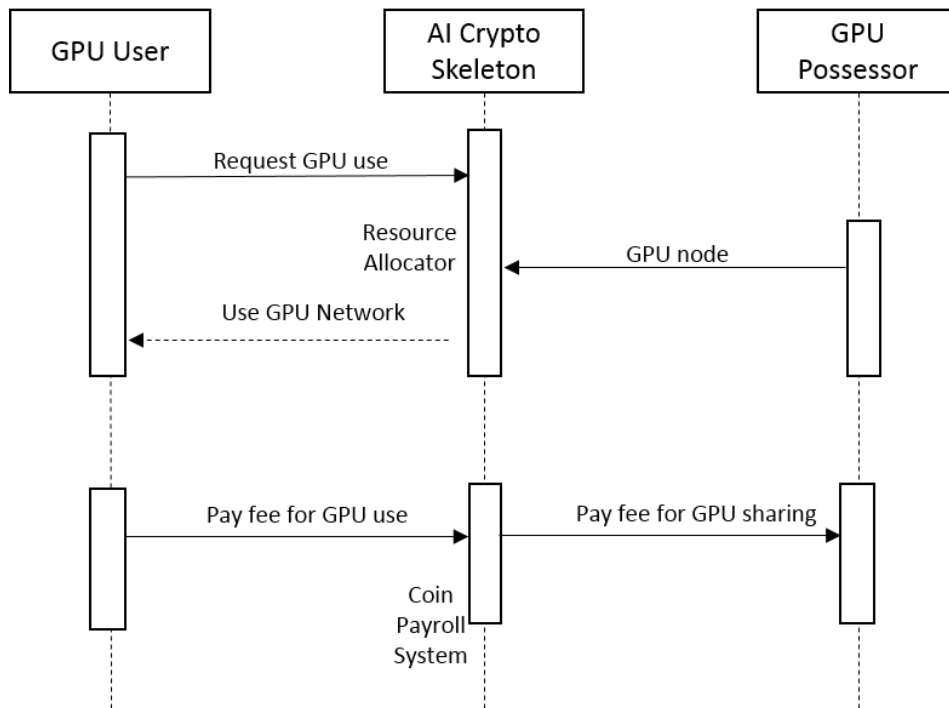 GPU User
AI Crypto
Skeleton
GPU
Possessor
Request GPU use
Resource
Allocator
GPU node
Use GPU Network
Pay fee for GPU use
Pay fee for GPU sharing
Coin
Payroll
System